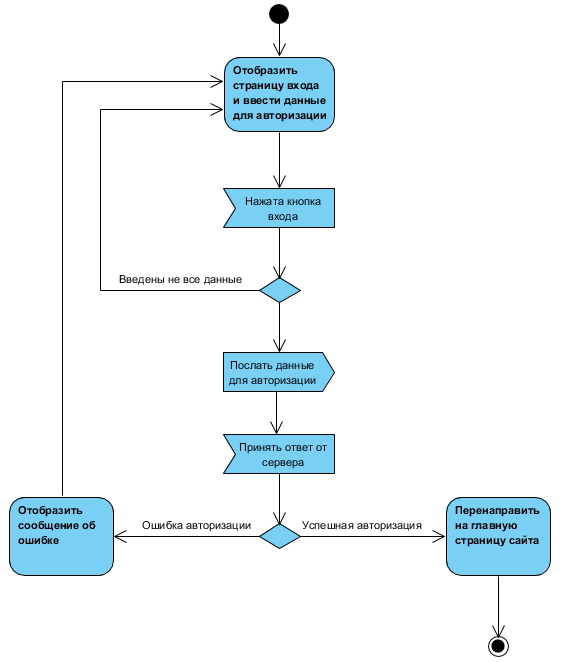 Отобразить
страницу входа
и ввести данные
для авторизации
Нажата кнопка
входа
Введены не все данные
Послать данные
для авторизации
Принять ответ от
сервера
Ошибка авторизации
Успешная авторизация
Отобразить
сообщение об
ошибке
Перенаправить
на главную
страницу сайта